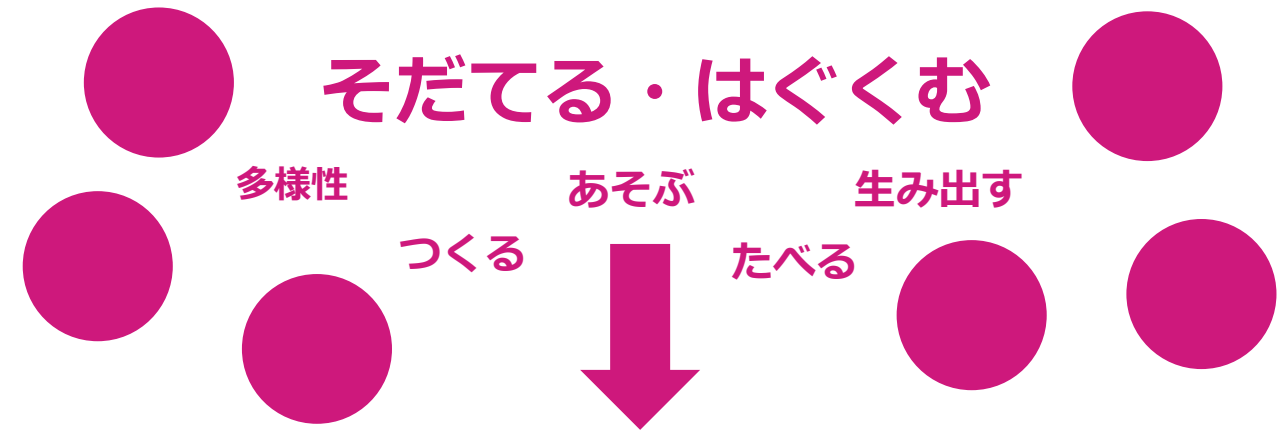 そだてる・はぐくむ
多様性
あそぶ
生み出す
つくる
たべる